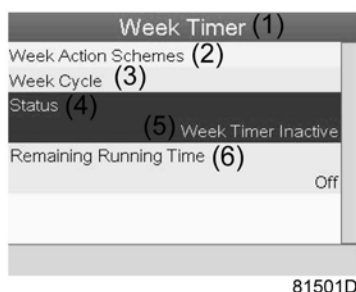 Week Timer (1)
Week Action Schemes (2)
Week Cycle (3)
Status (4)
(5) Week Timer Inactive
Remaining Running Time (6)
Off
81501D